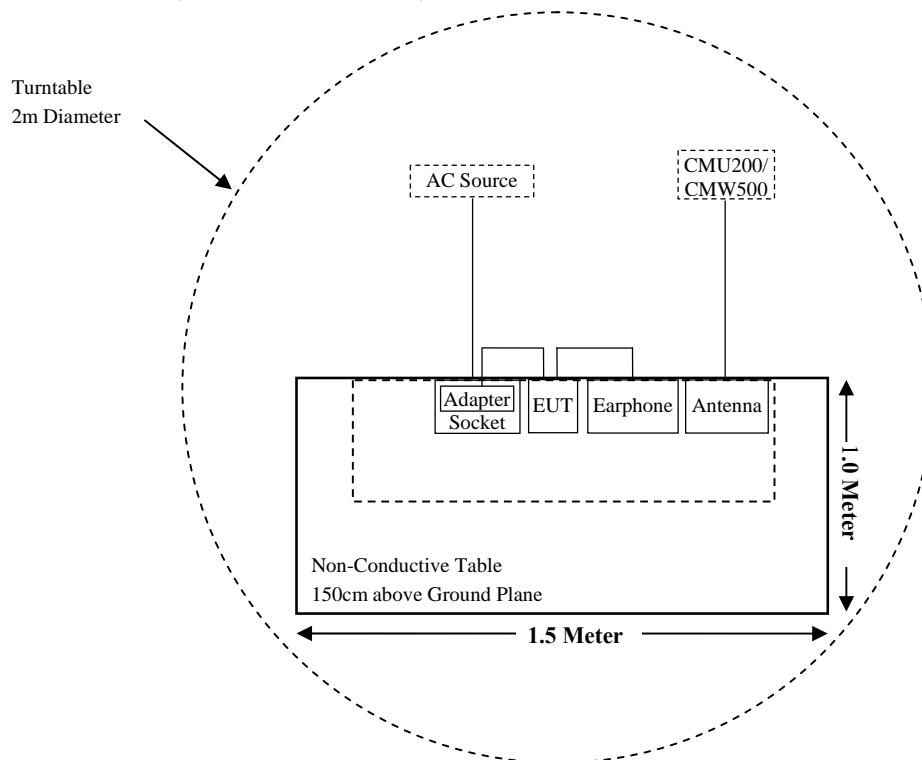 Turntable
2m Diameter
AC Source
CMU200/
CMW500
Adapter
Socket
EUT
Earphone
Antenna
1.0 Meter
Non-Conductive Table
150cm above Ground Plane
1.5 Meter